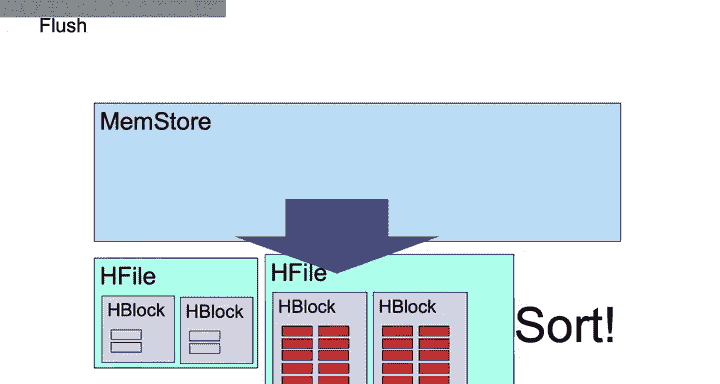 Flush
MemStore
HFile
HBlock
HBlock
HFile
HBlock
HBlock
Sort!